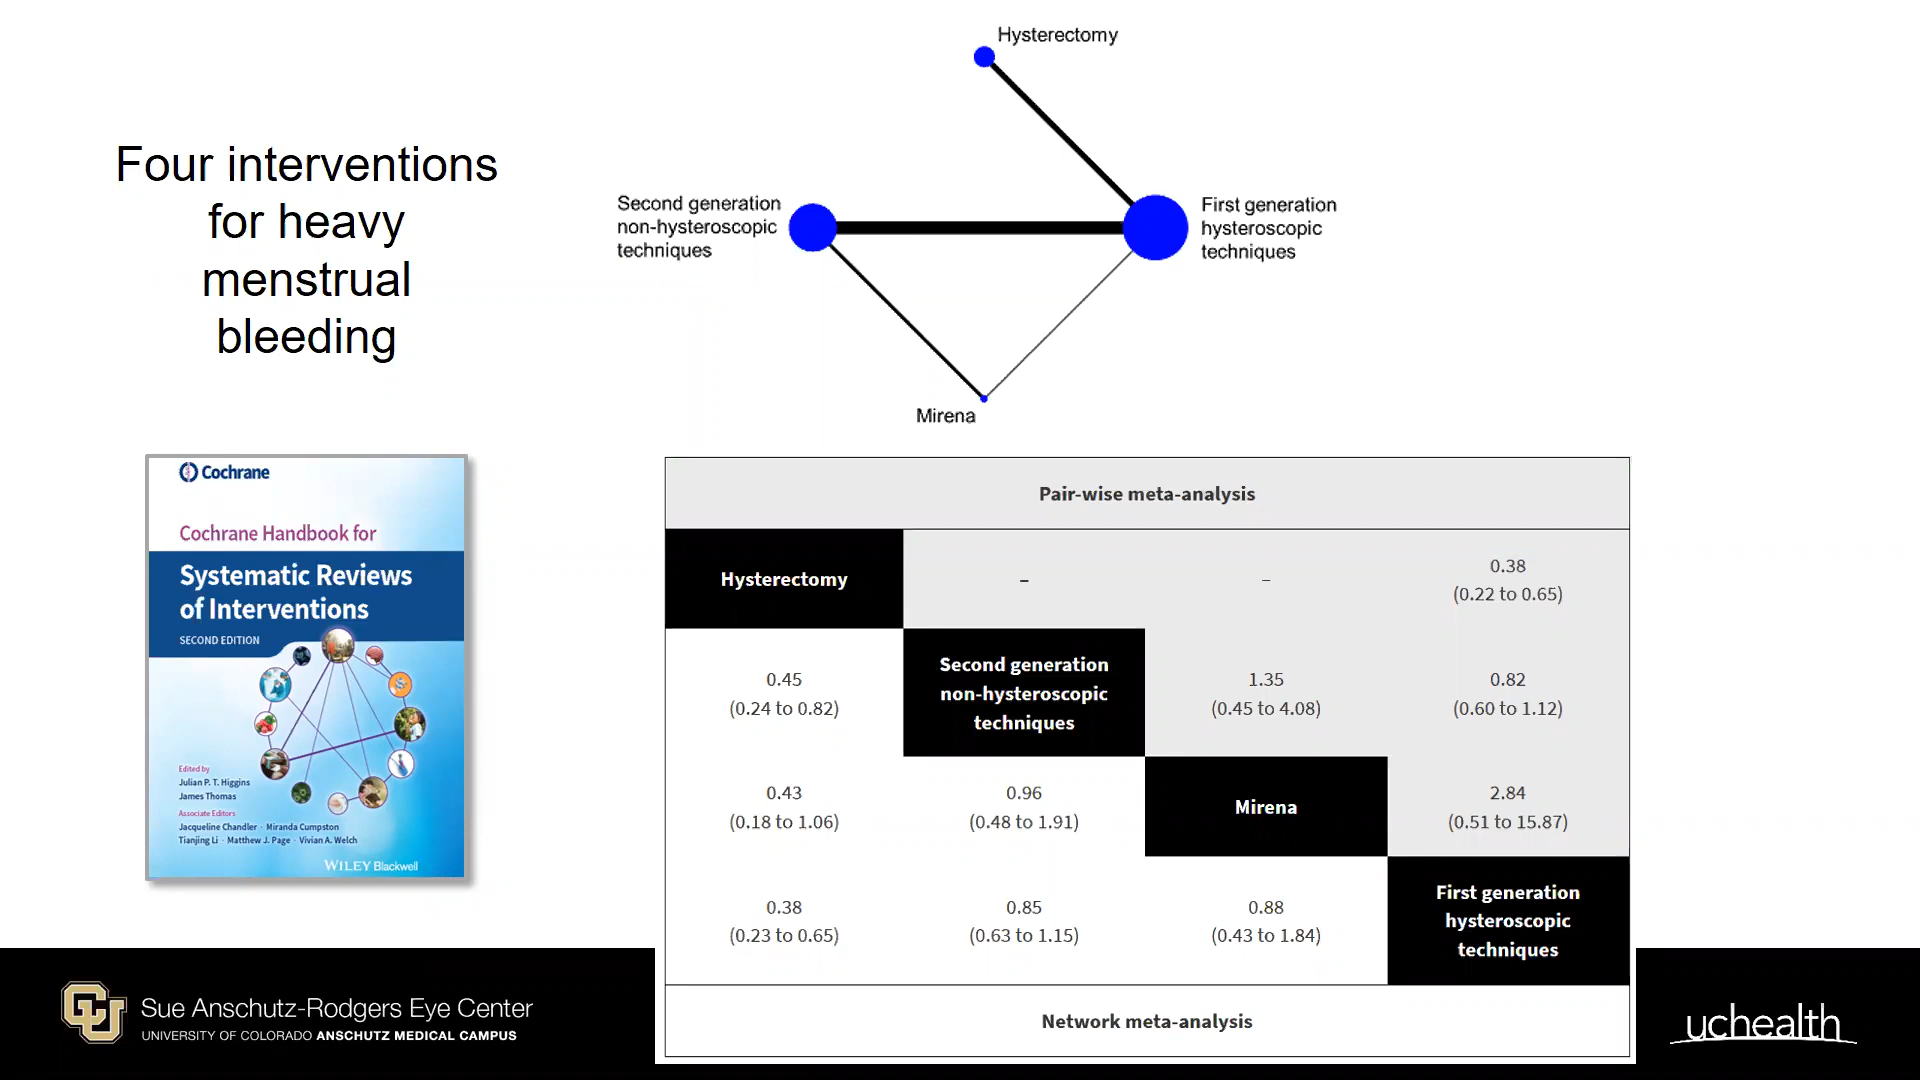 Four interventions
for heavy
menstrual
bleeding
Hysterectomy
Second generation
non-hysteroscopic
techniques
First generation
hysteroscopic
techniques
Mirena
Cochrane
Cochrane Handbook for
Systematic Reviews
of Interventions
SECOND EDITION
Edited by
Julian P. T. Higgins
James Thomas
Associate Editors
Jacqueline Chandler · Miranda Cumpston
Tianjing Li · Matthew J. Page · Vivian A. Welch
WILEY Blackwell
Pair-wise meta-analysis
Hysterectomy
–
–
0.38
(0.22 to 0.65)
0.45
(0.24 to 0.82)
Second generation
non-hysteroscopic
techniques
1.35
(0.45 to 4.08)
0.82
(0.60 to 1.12)
0.43
(0.18 to 1.06)
0.96
(0.48 to 1.91)
Mirena
2.84
(0.51 to 15.87)
0.38
(0.23 to 0.65)
0.85
(0.63 to 1.15)
0.88
(0.43 to 1.84)
First generation
hysteroscopic
techniques
Network meta-analysis
CU
Sue Anschutz-Rodgers Eye Center
UNIVERSITY OF COLORADO ANSCHUTZ MEDICAL CAMPUS
uchealth